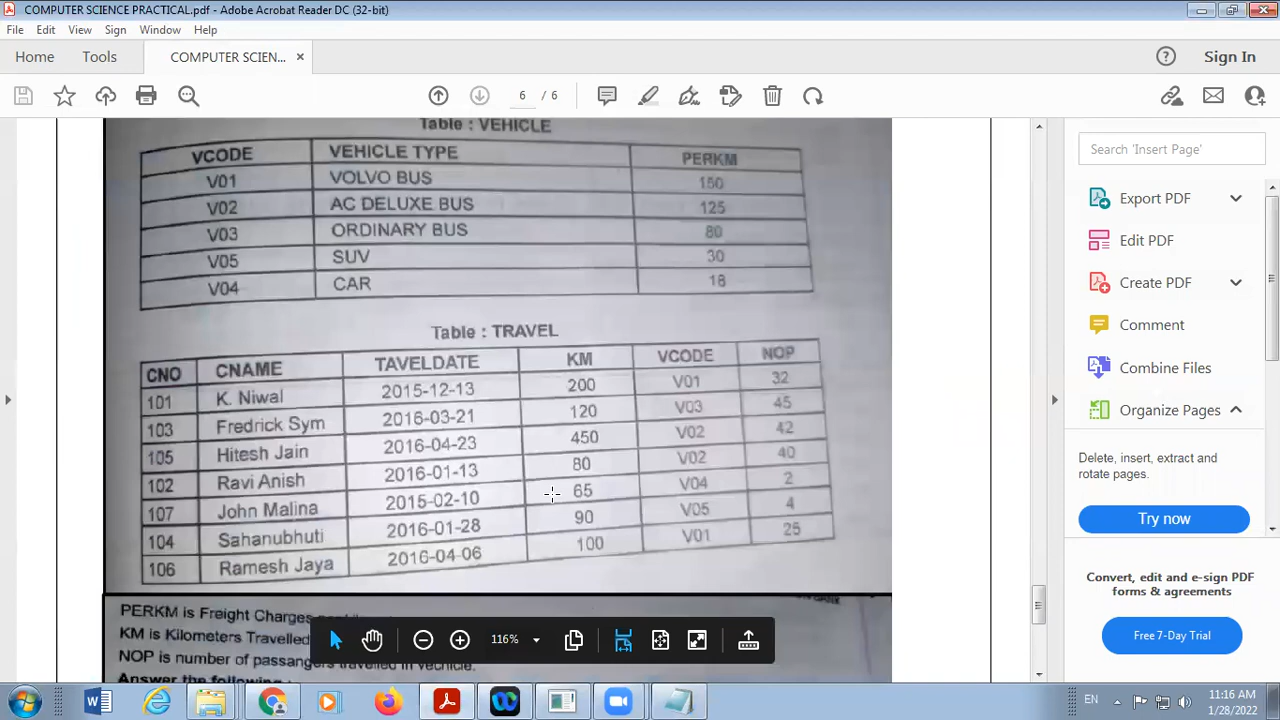 COMPUTER SCIENCE PRACTICAL.pdf - Adobe Acrobat Reader DC (32-bit)
File Edit View Sign Window Help
Home Tools COMPUTER SCIEN... × Sign In
6 / 6
Table : VEHICLE
VCODE VEHICLE TYPE PERKM
V01 VOLVO BUS 150
V02 AC DELUXE BUS 125
V03 ORDINARY BUS 80
V05 SUV 30
V04 CAR 18
Table : TRAVEL
CNO CNAME TAVELDATE KM VCODE NOP
101 K. Niwal 2015-12-13 200 V01 32
103 Fredrick Sym 2016-03-21 120 V03 45
105 Hitesh Jain 2016-04-23 450 V02 42
102 Ravi Anish 2016-01-13 80 V02 40
107 John Malina 2015-02-10 65 V04 2
104 Sahanubhuti 2016-01-28 90 V05 4
106 Ramesh Jaya 2016-04-06 100 V01 25
PERKM is Freight Charges
KM is Kilometers Travelled
NOP is number of passangers travelled in vechicle.
Answer the following :
116%
Search 'Insert Page'
Export PDF
Edit PDF
Create PDF
Comment
Combine Files
Organize Pages
Delete, insert, extract and
rotate pages.
Try now
Convert, edit and e-sign PDF
forms & agreements
Free 7-Day Trial
EN
11:16 AM
1/28/2022